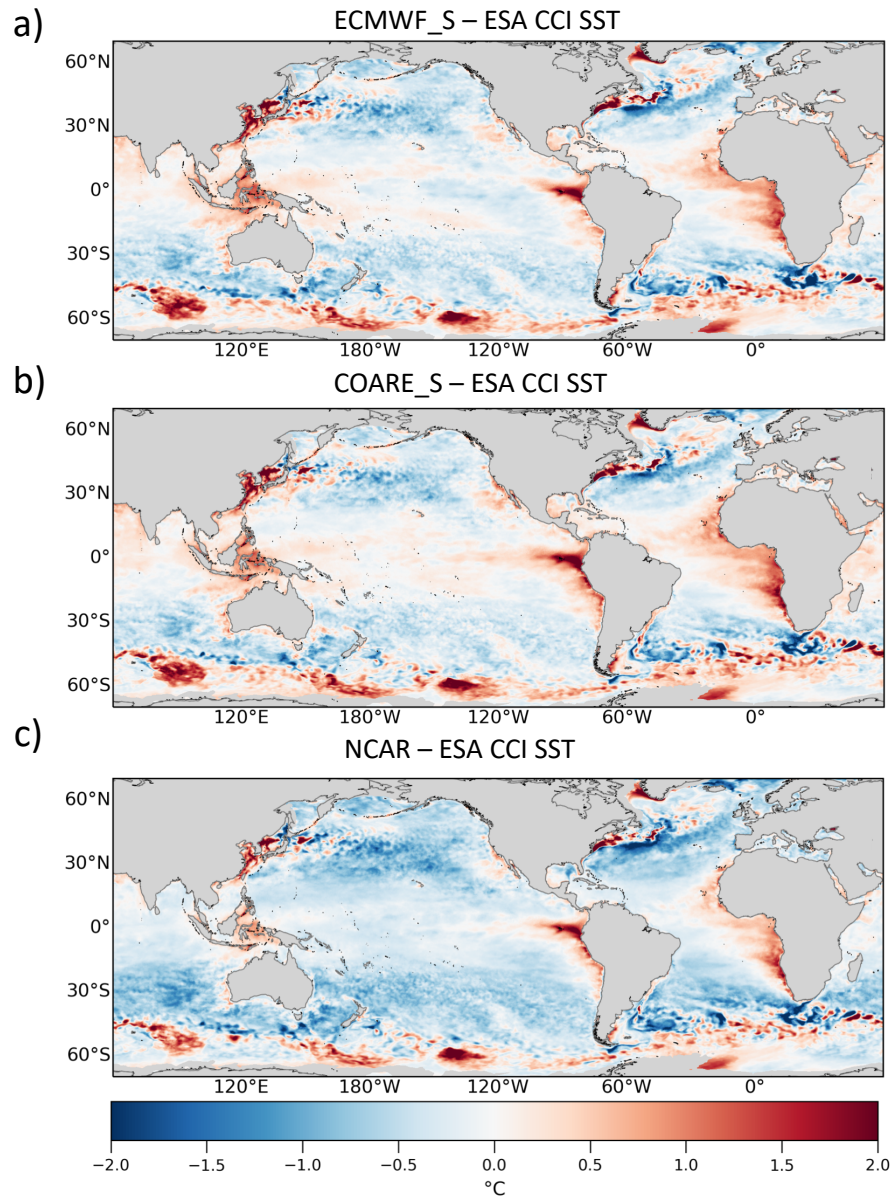 a)
ECMWF_S – ESA CCI SST
60°N
30°N
0°
30°S
60°S
120°E 180°W 120°W 60°W 0°
b)
COARE_S – ESA CCI SST
60°N
30°N
0°
30°S
60°S
120°E 180°W 120°W 60°W 0°
c)
NCAR – ESA CCI SST
60°N
30°N
0°
30°S
60°S
120°E 180°W 120°W 60°W 0°
−2.0 −1.5 −1.0 −0.5 0.0 0.5 1.0 1.5 2.0
°C